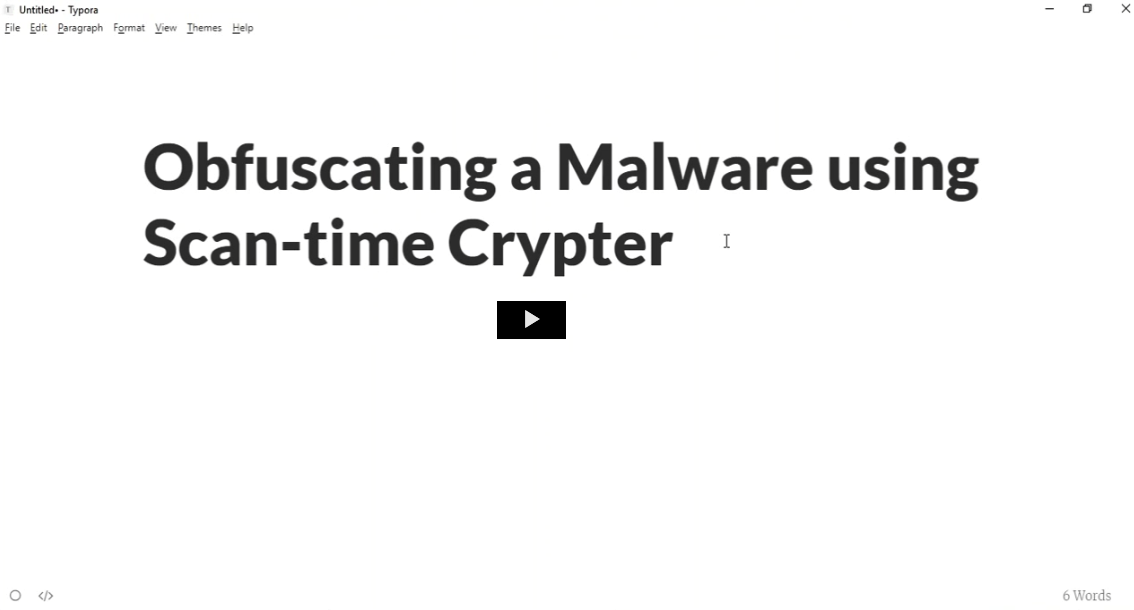 Untitled• - Typora
File Edit Paragraph Format View Themes Help
Obfuscating a Malware using
Scan-time Crypter
6 Words